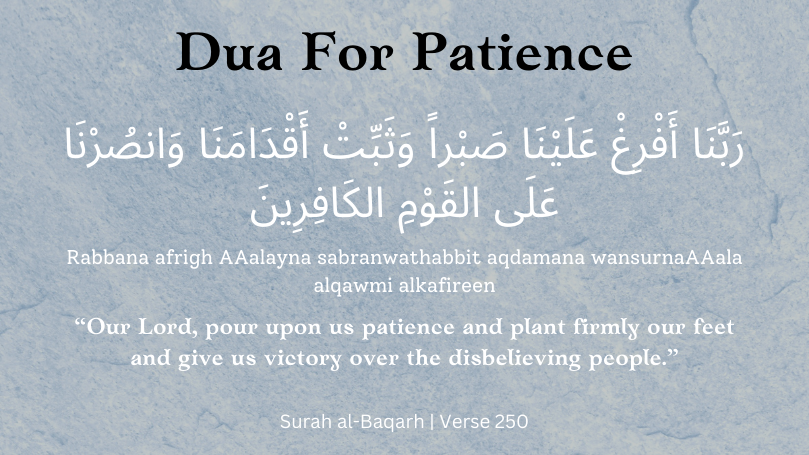 Dua For Patience
رَبَّنَا أَفْرِغْ عَلَيْنَا صَبْراً وَثَبِّتْ أَقْدَامَنَا وَانصُرْنَا
عَلَى القَوْمِ الكَافِرِينَ
Rabbana afrigh AAalayna sabranwathabbit aqdamana wansurnaAAala
alqawmi alkafireen
“Our Lord, pour upon us patience and plant firmly our feet
and give us victory over the disbelieving people.”
Surah al-Baqarh | Verse 250